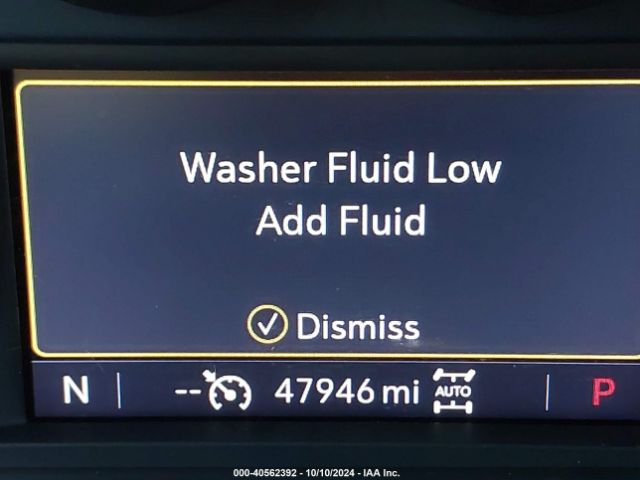 Washer Fluid Low
Add Fluid
Dismiss
N -- 47946 mi AUTO P
000-40562392 - 10/10/2024 - IAA Inc.